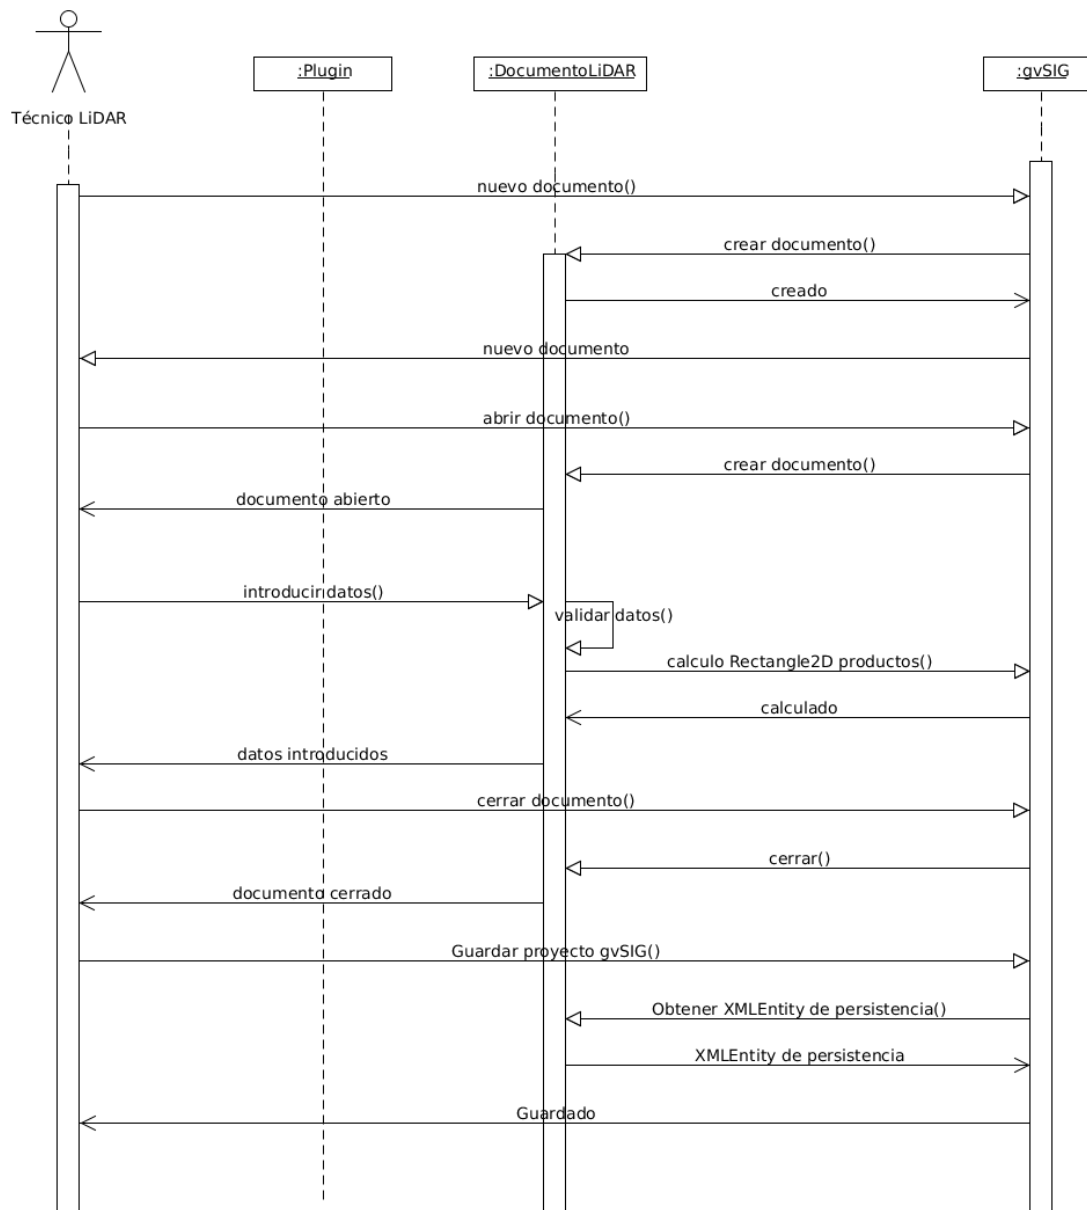 :Plugin
:DocumentoLiDAR
:gvSIG
Técnico LiDAR
nuevo documento()
crear documento()
creado
nuevo documento
abrir documento()
crear documento()
documento abierto
introducir datos()
validar datos()
calculo Rectangle2D productos()
calculado
datos introducidos
cerrar documento()
cerrar()
documento cerrado
Guardar proyecto gvSIG()
Obtener XMLEntity de persistencia()
XMLEntity de persistencia
Guardado